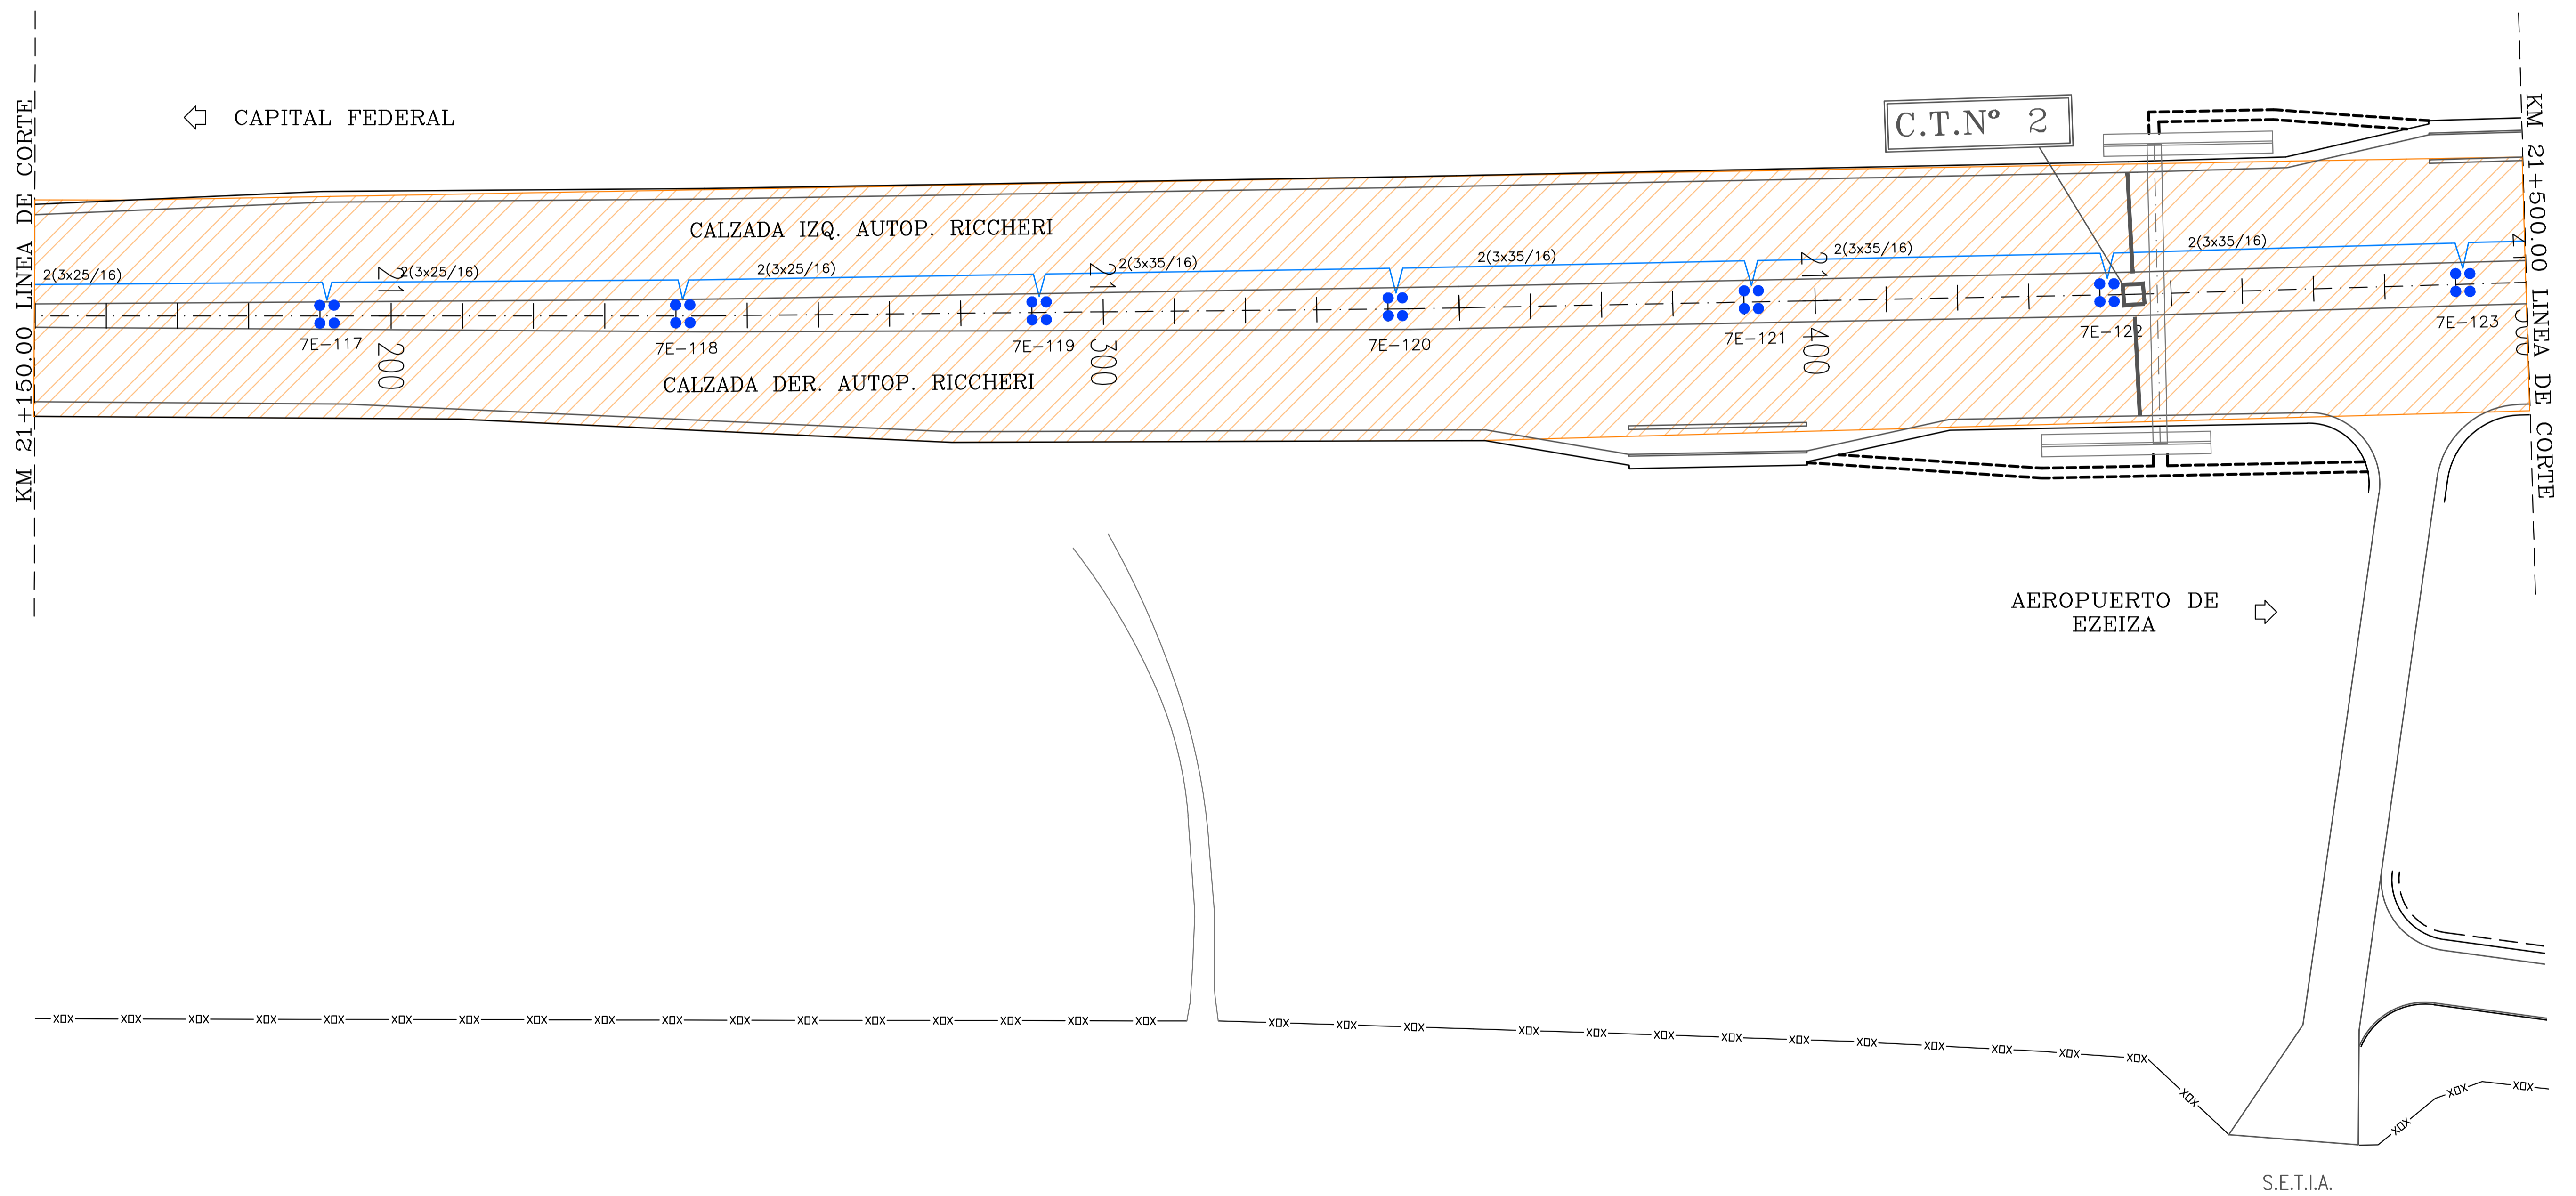 KM 21+150.00 LINEA DE CORTE
CAPITAL FEDERAL
C.T.Nº 2
KM 21+500.00 LINEA DE CORTE
CALZADA IZQ. AUTOP. RICCHERI
2(3x25/16)
2(3x25/16)
2(3x25/16)
2(3x35/16)
2(3x35/16)
2(3x35/16)
2(3x35/16)
21
21
21
7E-117
7E-118
7E-119
7E-120
7E-121
7E-122
7E-123
200
300
400
CALZADA DER. AUTOP. RICCHERI
AEROPUERTO DE
EZEIZA
S.E.T.I.A.